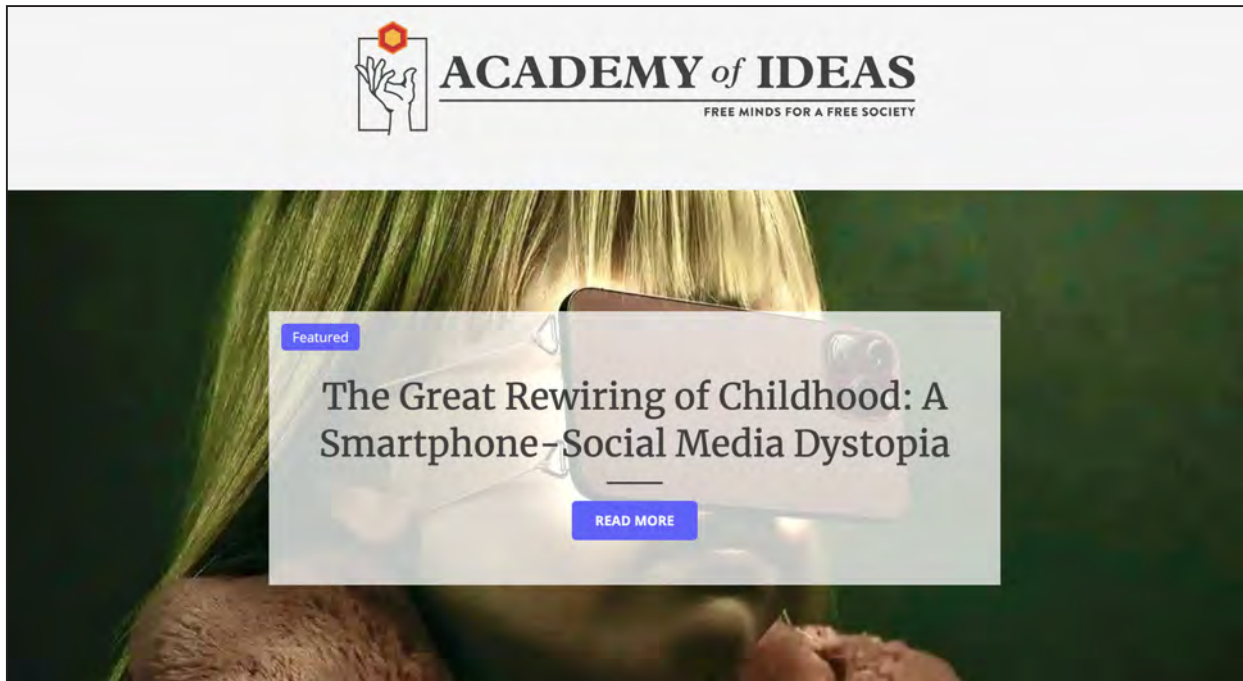 ACADEMY of IDEAS
FREE MINDS FOR A FREE SOCIETY
Featured
The Great Rewiring of Childhood: A
Smartphone-Social Media Dystopia
READ MORE